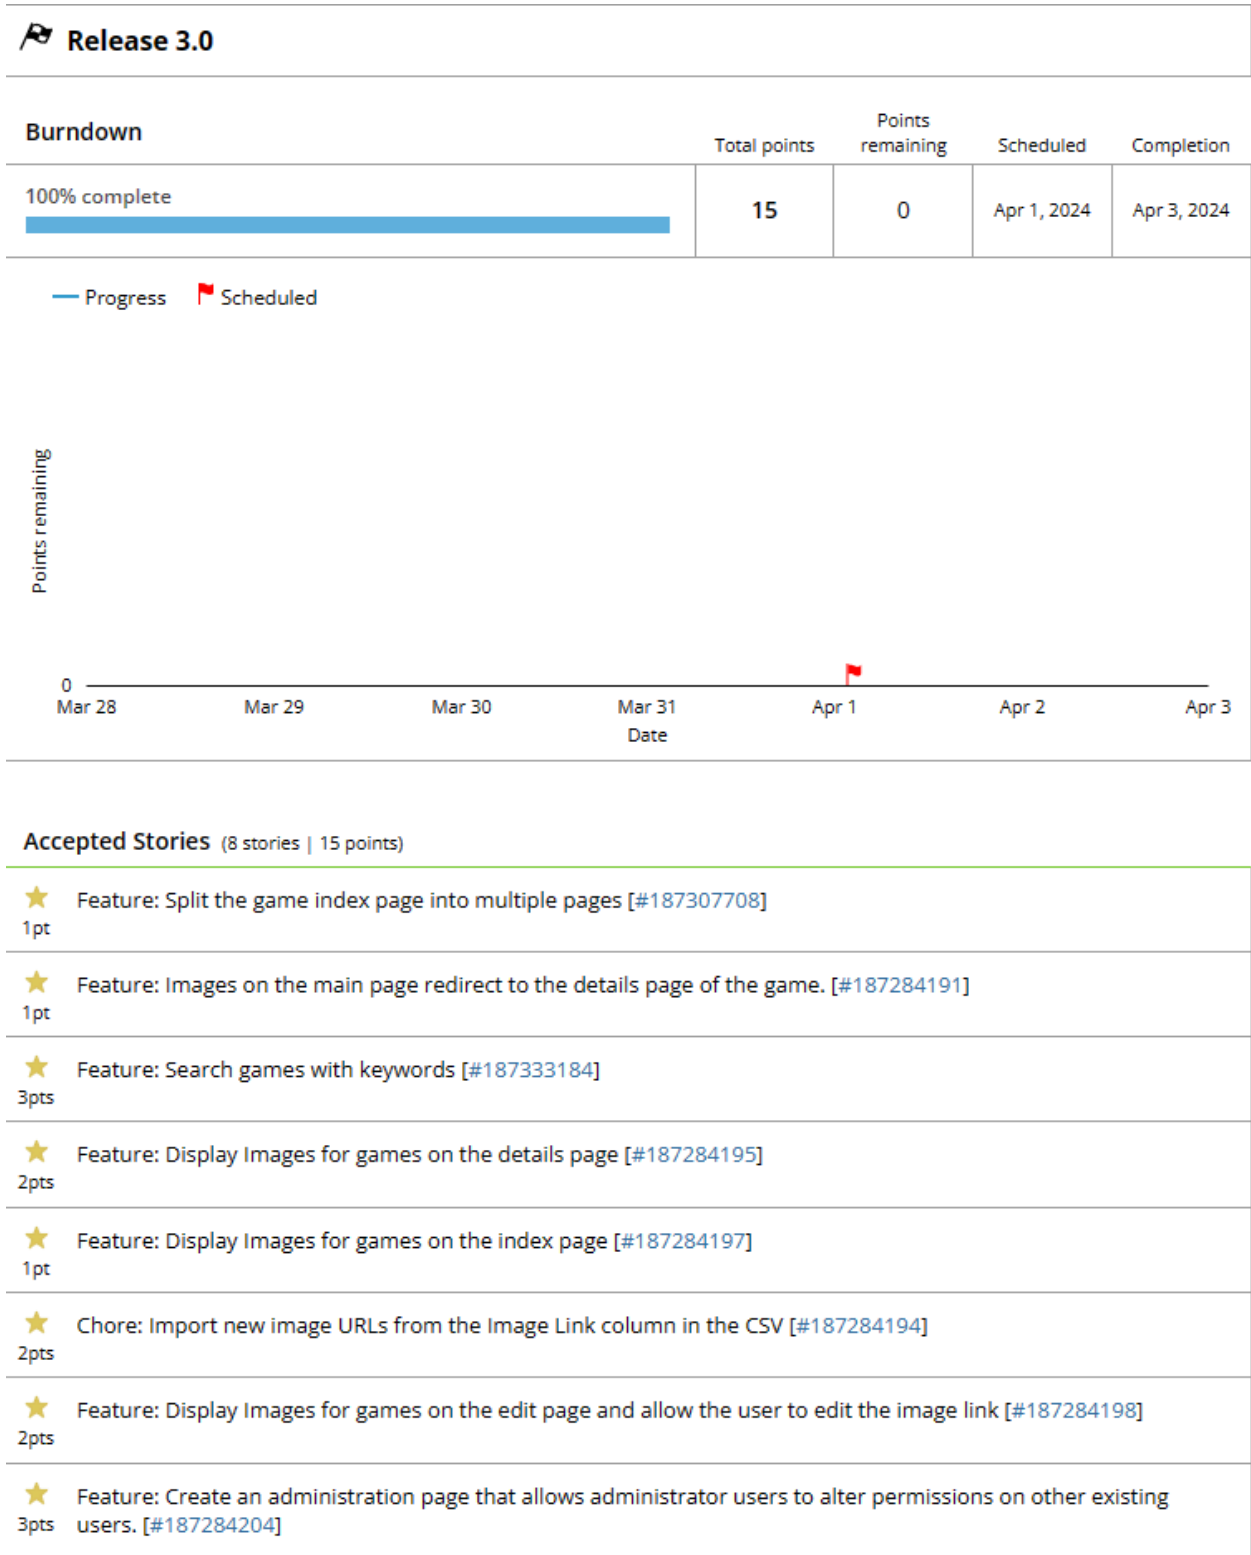 Release 3.0
Burndown
Total points
Points
remaining
Scheduled
Completion
100% complete
15
0
Apr 1, 2024
Apr 3, 2024
Progress
Scheduled
Points remaining
0
Mar 28
Mar 29
Mar 30
Mar 31
Apr 1
Apr 2
Apr 3
Date
Accepted Stories (8 stories | 15 points)
Feature: Split the game index page into multiple pages [#187307708]
1pt
Feature: Images on the main page redirect to the details page of the game. [#187284191]
1pt
Feature: Search games with keywords [#187333184]
3pts
Feature: Display Images for games on the details page [#187284195]
2pts
Feature: Display Images for games on the index page [#187284197]
1pt
Chore: Import new image URLs from the Image Link column in the CSV [#187284194]
2pts
Feature: Display Images for games on the edit page and allow the user to edit the image link [#187284198]
2pts
Feature: Create an administration page that allows administrator users to alter permissions on other existing
3pts users. [#187284204]